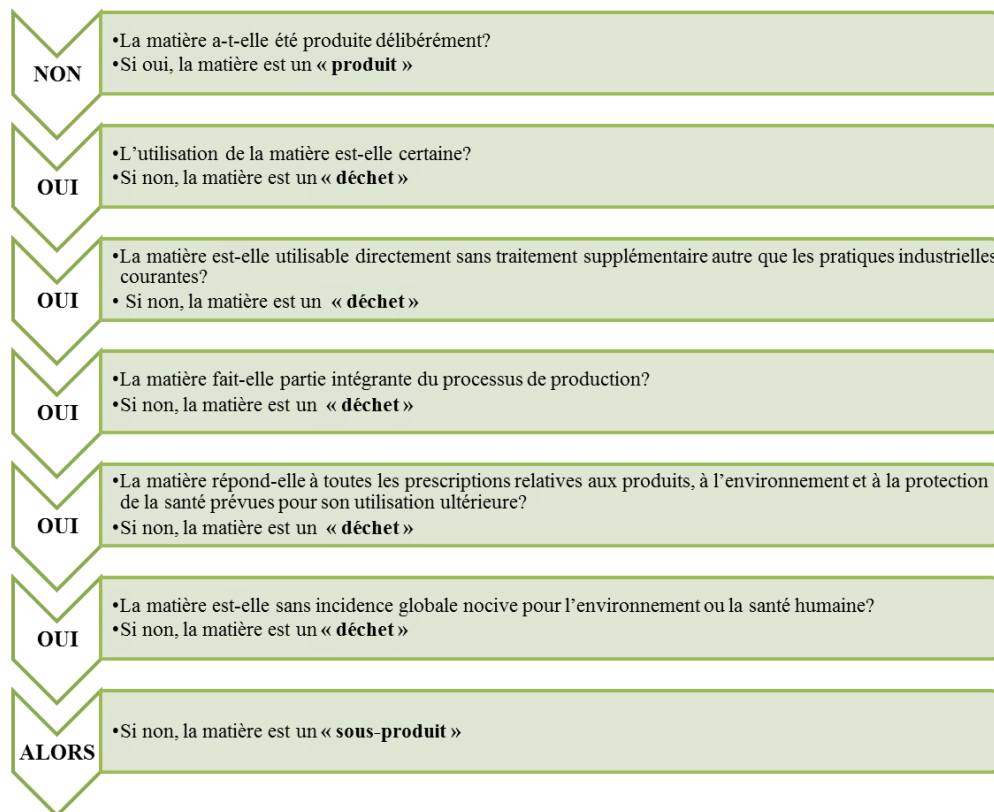 NON
•La matière a-t-elle été produite délibérément?
•Si oui, la matière est un « produit »
OUI
•L’utilisation de la matière est-elle certaine?
•Si non, la matière est un « déchet »
OUI
•La matière est-elle utilisable directement sans traitement supplémentaire autre que les pratiques industrielles
courantes?
• Si non, la matière est un « déchet »
OUI
•La matière fait-elle partie intégrante du processus de production?
•Si non, la matière est un « déchet »
OUI
•La matière répond-elle à toutes les prescriptions relatives aux produits, à l’environnement et à la protection
de la santé prévues pour son utilisation ultérieure?
•Si non, la matière est un « déchet »
OUI
•La matière est-elle sans incidence globale nocive pour l’environnement ou la santé humaine?
•Si non, la matière est un « déchet »
ALORS
•Si non, la matière est un « sous-produit »